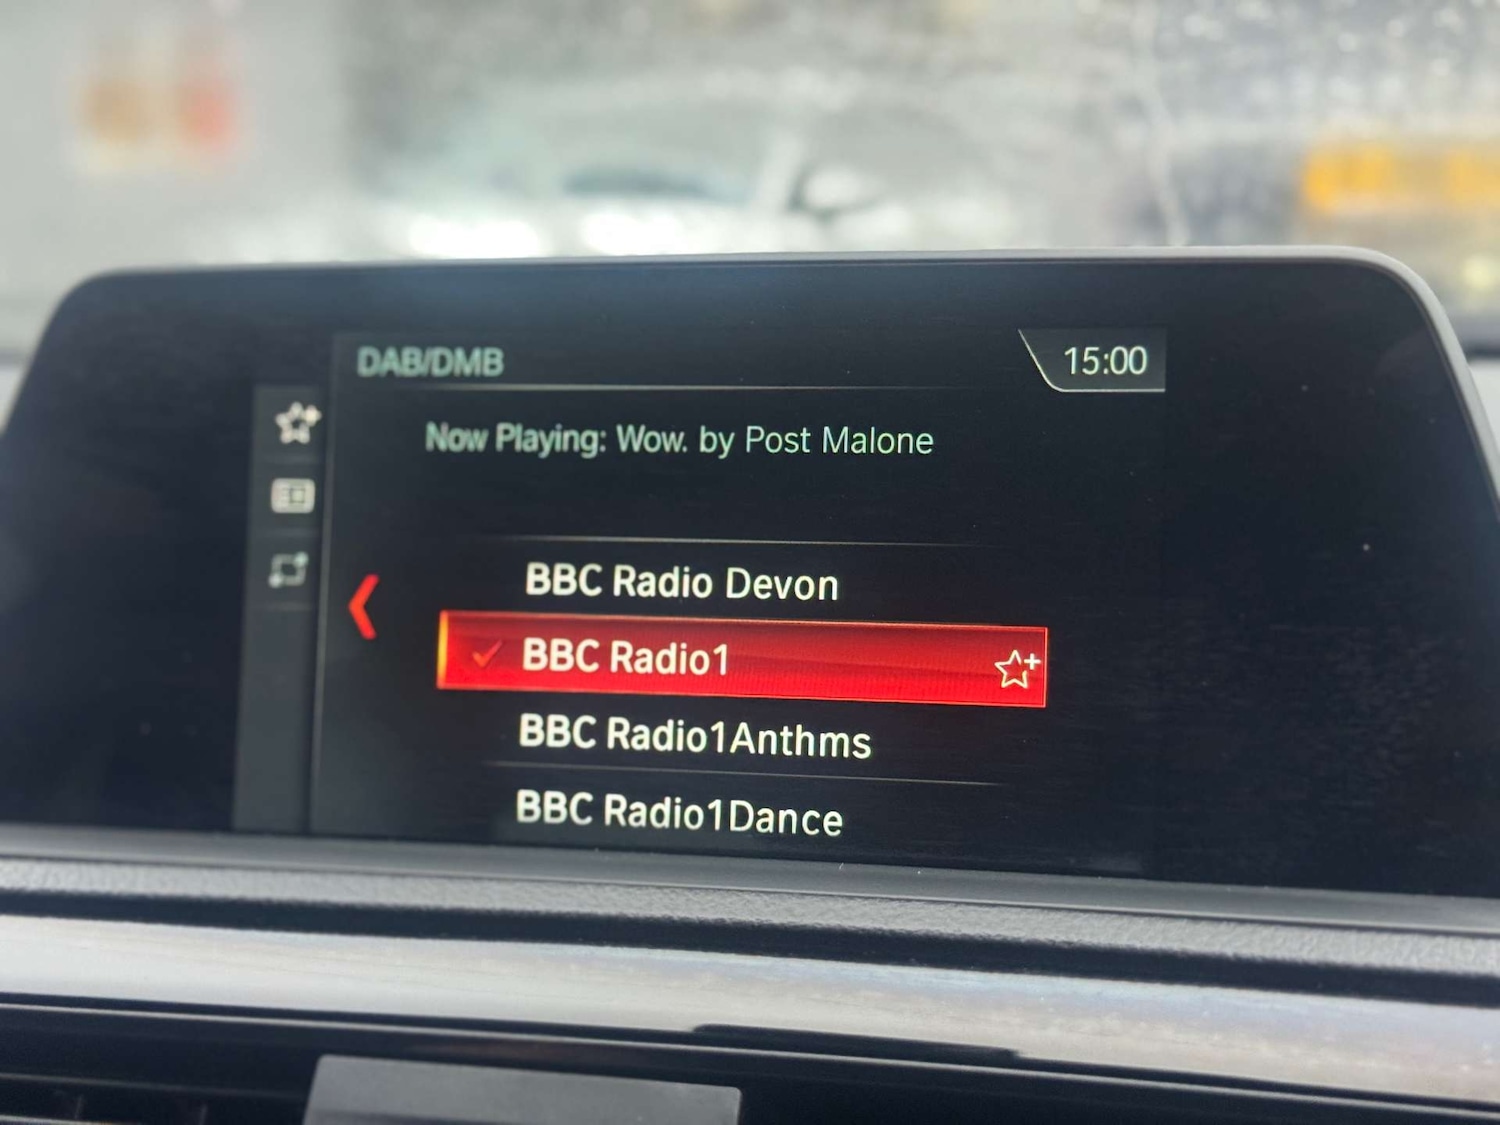 DAB/DMB
15:00
Now Playing: Wow. by Post Malone
BBC Radio Devon
BBC Radio1
BBC Radio1Anthms
BBC Radio1Dance